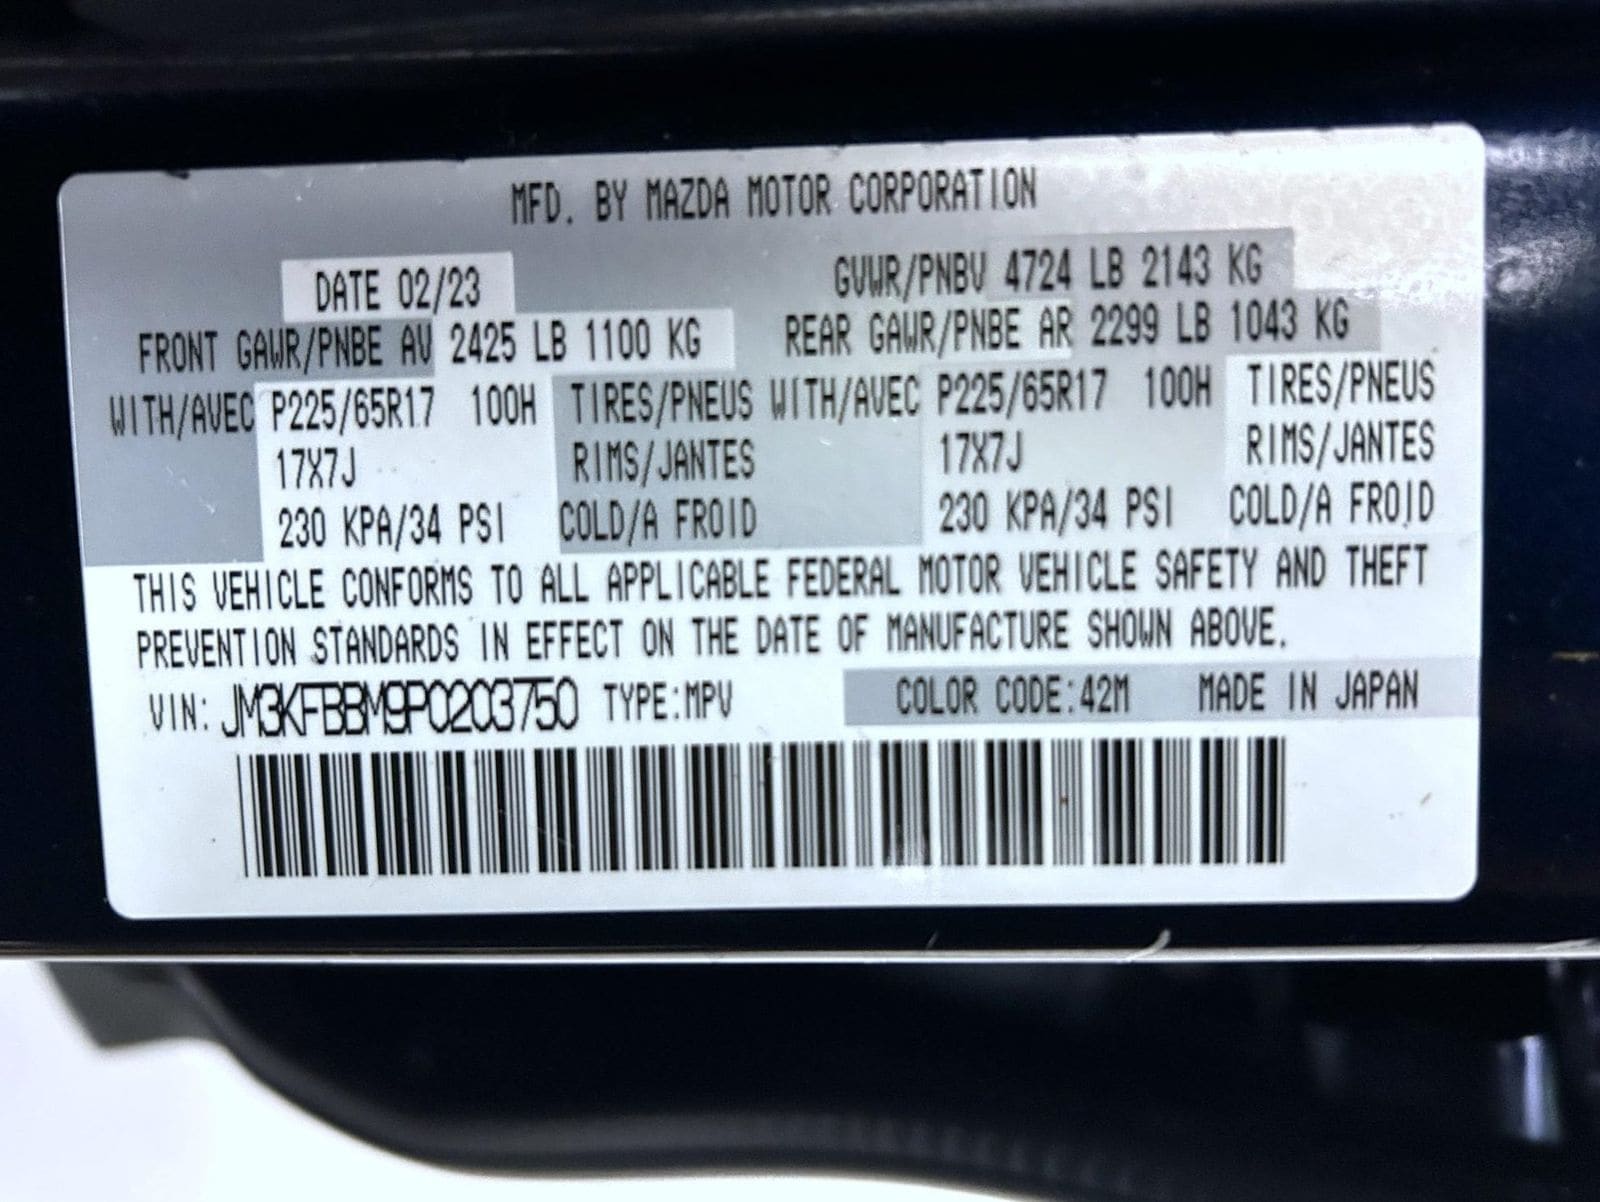 MFD. BY MAZDA MOTOR CORPORATION
DATE 02/23 GVWR/PNBV 4724 LB 2143 KG
FRONT GAWR/PNBE AV 2425 LB 1100 KG REAR GAWR/PNBE AR 2299 LB 1043 KG
WITH/AVEC P225/65R17 100H TIRES/PNEUS WITH/AVEC P225/65R17 100H TIRES/PNEUS
17X7J RIMS/JANTES 17X7J RIMS/JANTES
230 KPA/34 PSI COLD/A FROID 230 KPA/34 PSI COLD/A FROID
THIS VEHICLE CONFORMS TO ALL APPLICABLE FEDERAL MOTOR VEHICLE SAFETY AND THEFT
PREVENTION STANDARDS IN EFFECT ON THE DATE OF MANUFACTURE SHOWN ABOVE.
VIN: JM3KFBBM9P0203750 TYPE:MPV COLOR CODE:42M MADE IN JAPAN